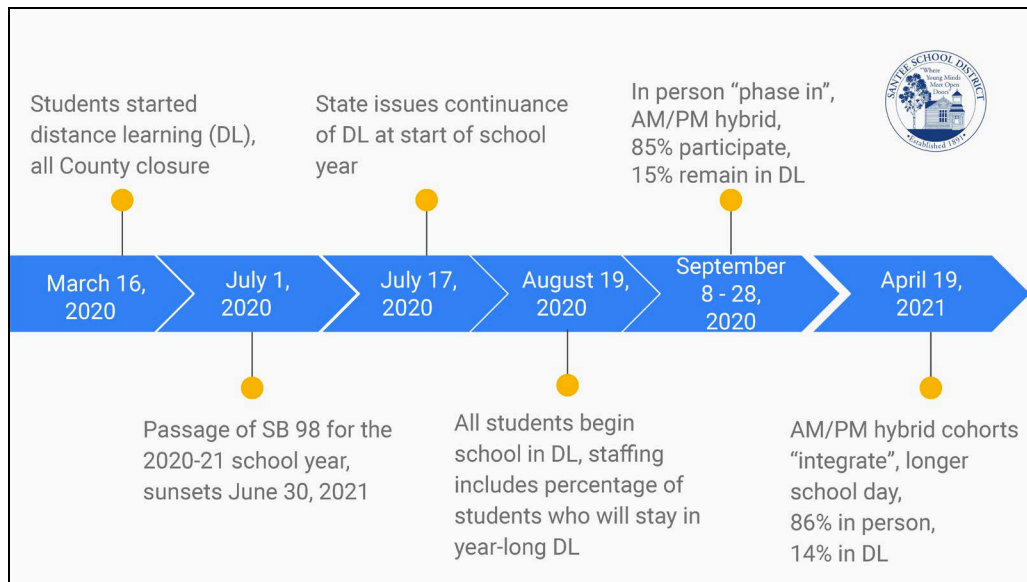 Students started
distance learning (DL),
all County closure
State issues continuance
of DL at start of school
year
In person “phase in”,
AM/PM hybrid,
85% participate,
15% remain in DL
SANTEE SCHOOL DISTRICT
"Where
Young Minds
Meet Open
Doors"
•Established 1891•
March 16,
2020
July 1,
2020
July 17,
2020
August 19,
2020
September
8 - 28,
2020
April 19,
2021
Passage of SB 98 for the
2020-21 school year,
sunsets June 30, 2021
All students begin
school in DL, staffing
includes percentage of
students who will stay in
year-long DL
AM/PM hybrid cohorts
“integrate”, longer
school day,
86% in person,
14% in DL